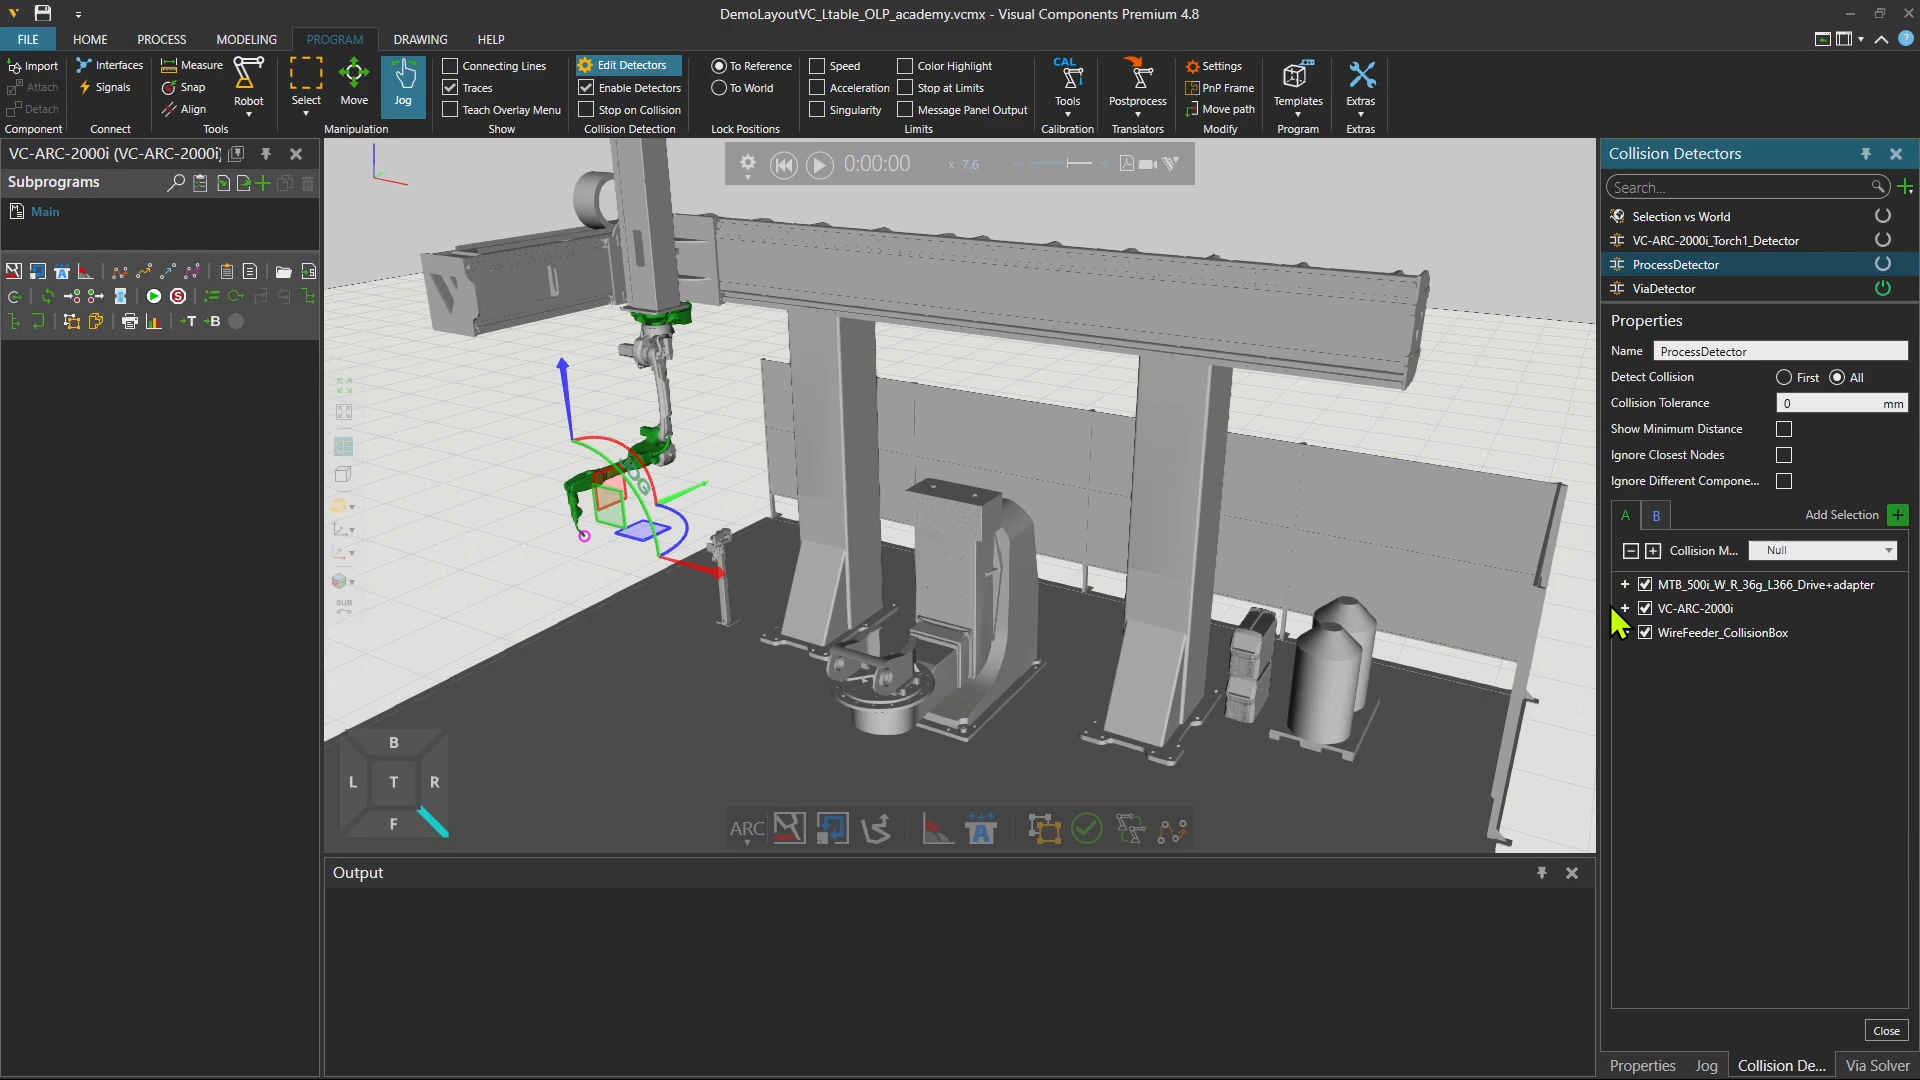 DemoLayoutVC_Ltable_OLP_academy.vcmx - Visual Components Premium 4.8
FILE HOME PROCESS MODELING PROGRAM DRAWING HELP
Import Interfaces Measure Connecting Lines Edit Detectors To Reference Speed Color Highlight CAL Settings
Attach Signals Snap Robot Select Move Jog Traces Enable Detectors To World Acceleration Stop at Limits Tools Postprocess PnP Frame Templates Extras
Detach Align Teach Overlay Menu Stop on Collision Singularity Message Panel Output Move path
Component Connect Tools Manipulation Show Collision Detection Lock Positions Limits Calibration Translators Modify Program Extras
VC-ARC-2000i (VC-ARC-2000i)
Subprograms
Main
T B
0:00:00 x 7.6
JOG
SUB
B
L T R
F
ARC
A
Output
Collision Detectors
Search...
Selection vs World
VC-ARC-2000i_Torch1_Detector
ProcessDetector
ViaDetector
Properties
Name ProcessDetector
Detect Collision First All
Collision Tolerance 0 mm
Show Minimum Distance
Ignore Closest Nodes
Ignore Different Compone...
A B Add Selection
Collision M... Null
MTB_500i_W_R_36g_L366_Drive+adapter
VC-ARC-2000i
WireFeeder_CollisionBox
Close
Properties Jog Collision De... Via Solver